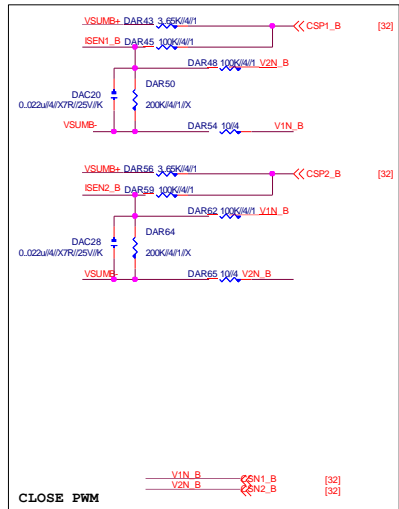 VSUMB+ DAR43 3.65K//4//1 CSP1_B [32]
ISEN1_B DAR45 100K//4//1
DAR48 100K//4/1 V2N_B
DAR50
DAC20
0..022u//4//X7R//25V//K 200K//4/1//X
VSUMB- DAR54 10//4 V1N_B
VSUMB+ DAR56 3.65K//4//1 CSP2_B [32]
ISEN2_B DAR59 100K//4//1
DAR62 100K//4/1 V1N_B
DAR64
DAC28
0..022u//4//X7R//25V//K 200K//4/1//X
VSUMB- DAR65 10//4 V2N_B
V1N_B CSN1_B [32]
V2N_B CSN2_B [32]
CLOSE PWM